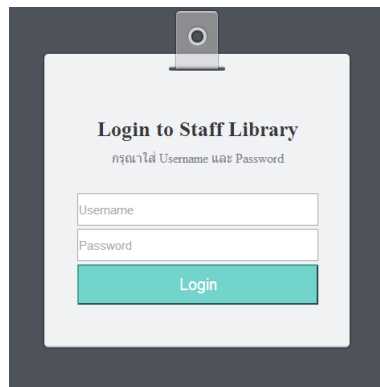 Login to Staff Library
กรุณาใส่ Username และ Password
Username
Password
Login